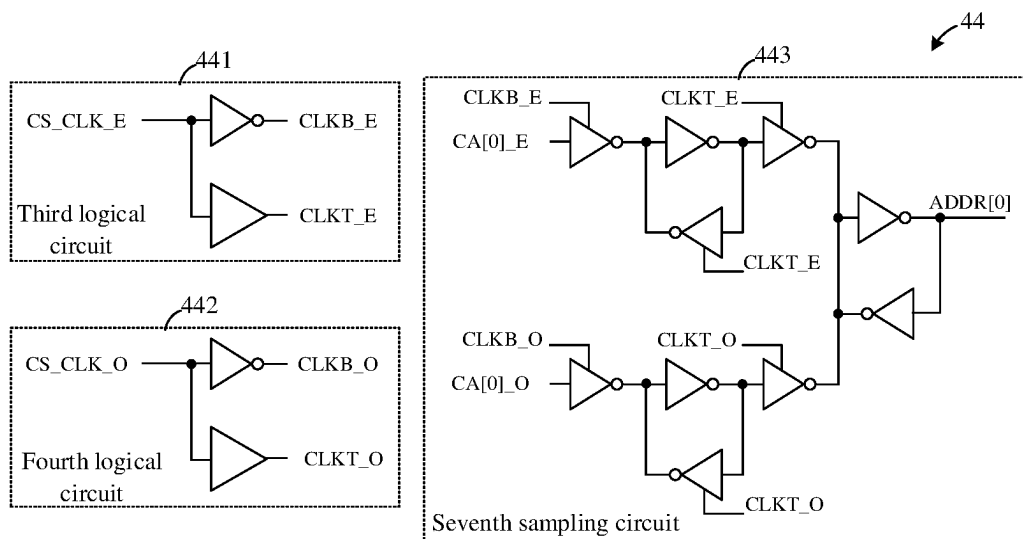 44
441
CS_CLK_E
CLKB_E
CLKT_E
Third logical
circuit
442
CS_CLK_O
CLKB_O
CLKT_O
Fourth logical
circuit
443
CLKB_E
CLKT_E
CA[0]_E
CLKT_E
ADDR[0]
CLKB_O
CLKT_O
CA[0]_O
CLKT_O
Seventh sampling circuit